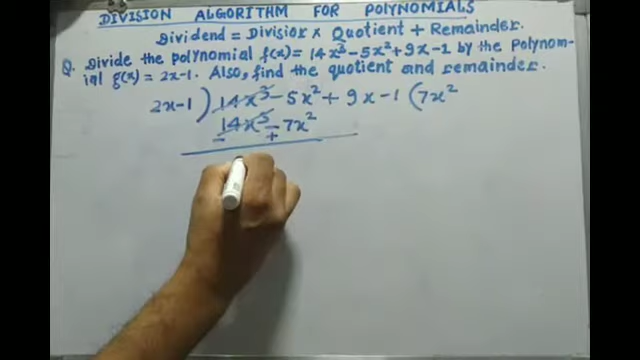 DIVISION ALGORITHM FOR POLYNOMIALS
Dividend = Divisior × Quotient + Remainder.
Q. Divide the polynomial f(x) = 14x³ - 5x² + 9x - 1 by the polynom-
ial g(x) = 2x-1. Also, find the quotient and remainder.
2x-1 ) 14x³ - 5x² + 9x - 1 ( 7x²
14x³ - 7x²
- +